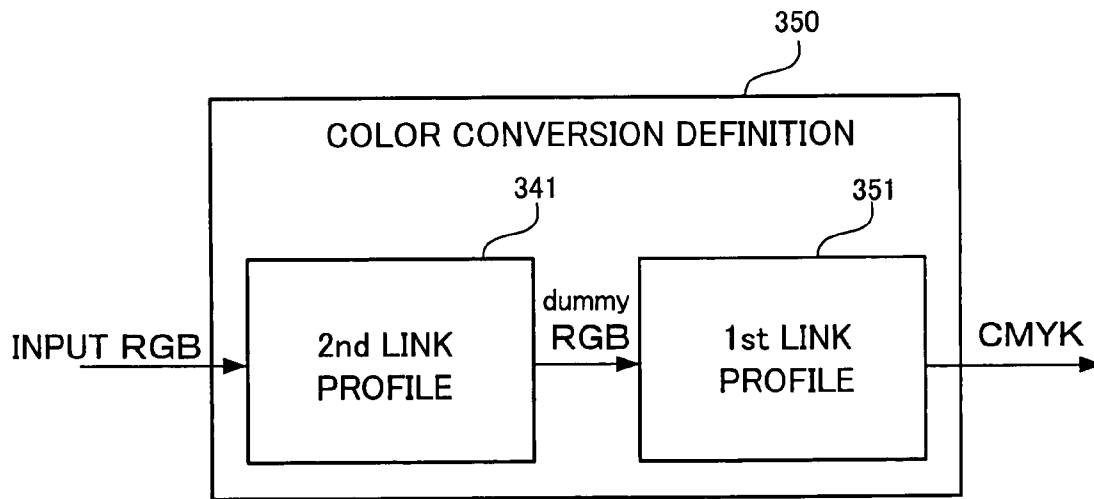 350
COLOR CONVERSION DEFINITION
341
351
INPUT RGB
2nd LINK
PROFILE
dummy
RGB
1st LINK
PROFILE
CMYK